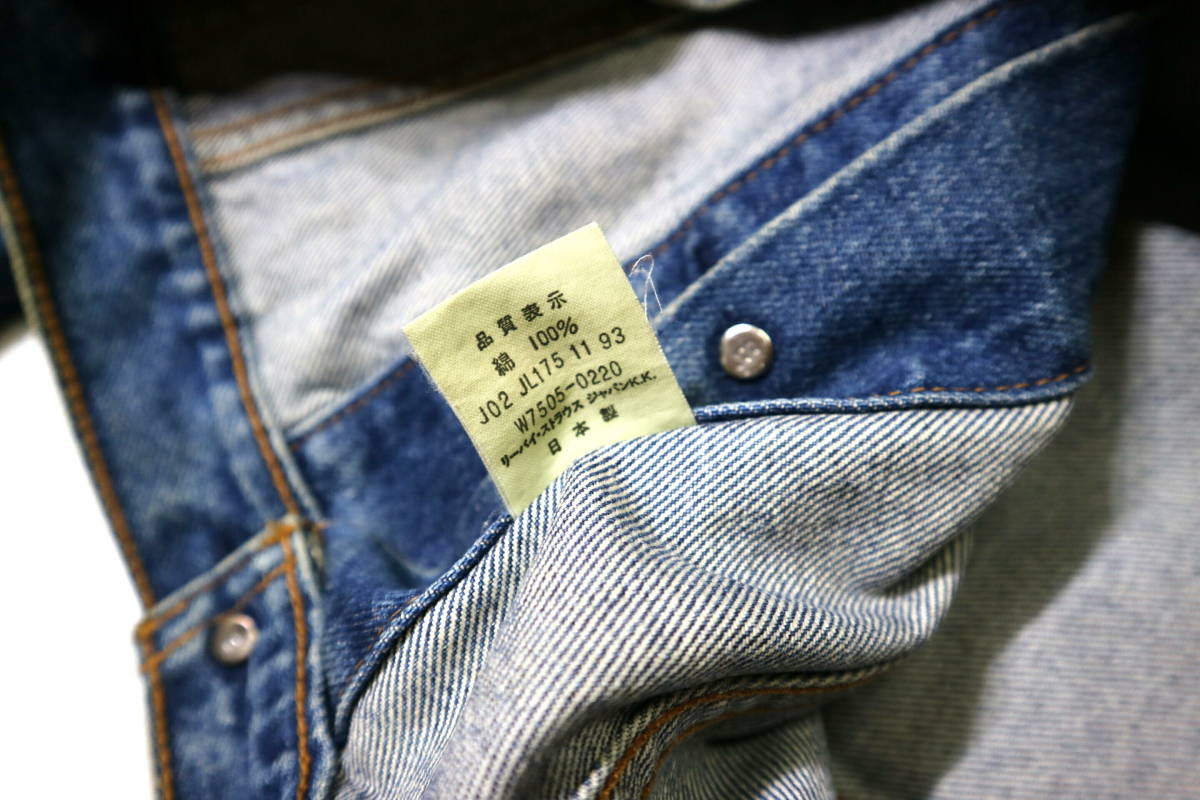 品質表示
綿 100%
J02 JL175 11 93
W7505-0220
リーバイ・ストラウス ジャパンK.K.
日本製